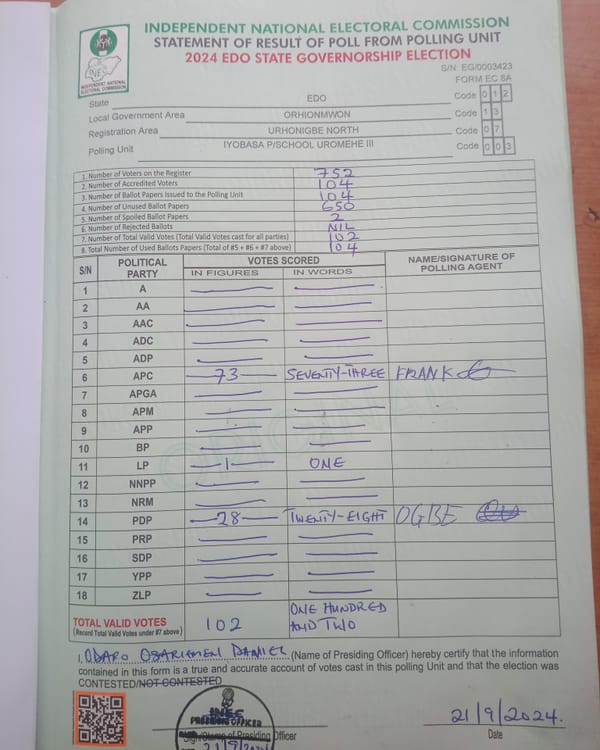 INDEPENDENT NATIONAL ELECTORAL COMMISSION
STATEMENT OF RESULT OF POLL FROM POLLING UNIT
2024 EDO STATE GOVERNORSHIP ELECTION
INDEPENDENT NATIONAL
ELECTORAL COMMISSION
S/N: EG/0003423
FORM EC 8A
State EDO Code 0 1 2
Local Government Area ORHIONMWON Code 1 3
Registration Area URHONIGBE NORTH Code 0 7
Polling Unit IYOBASA P/SCHOOL UROMEHE III Code 0 0 3
1. Number of Voters on the Register 752
2. Number of Accredited Voters 104
3. Number of Ballot Papers Issued to the Polling Unit 104
4. Number of Unused Ballot Papers 650
5. Number of Spoiled Ballot Papers 2
6. Number of Rejected Ballots NIL
7. Number of Total Valid Votes (Total Valid Votes cast for all parties) 102
8. Total Number of Used Ballots Papers (Total of #5 + #6 + #7 above) 104
S/N POLITICAL PARTY VOTES SCORED NAME/SIGNATURE OF POLLING AGENT
IN FIGURES IN WORDS
1 A
2 AA
3 AAC
4 ADC
5 ADP
6 APC 73 SEVENTY-THREE FRANK
7 APGA
8 APM
9 APP
10 BP
11 LP 1 ONE
12 NNPP
13 NRM
14 PDP 28 TWENTY-EIGHT OGBE
15 PRP
16 SDP
17 YPP
18 ZLP
TOTAL VALID VOTES 102 ONE HUNDRED AND TWO
(Record Total Valid Votes under #7 above)
I, ODARO OSARIEMEN DANIEL (Name of Presiding Officer) hereby certify that the information
contained in this form is a true and accurate account of votes cast in this polling Unit and that the election was
CONTESTED/NOT CONTESTED
INEC
PRESIDING OFFICER
21/9/2024.
Sign/Stamp of Presiding Officer
Date
21/9/2024